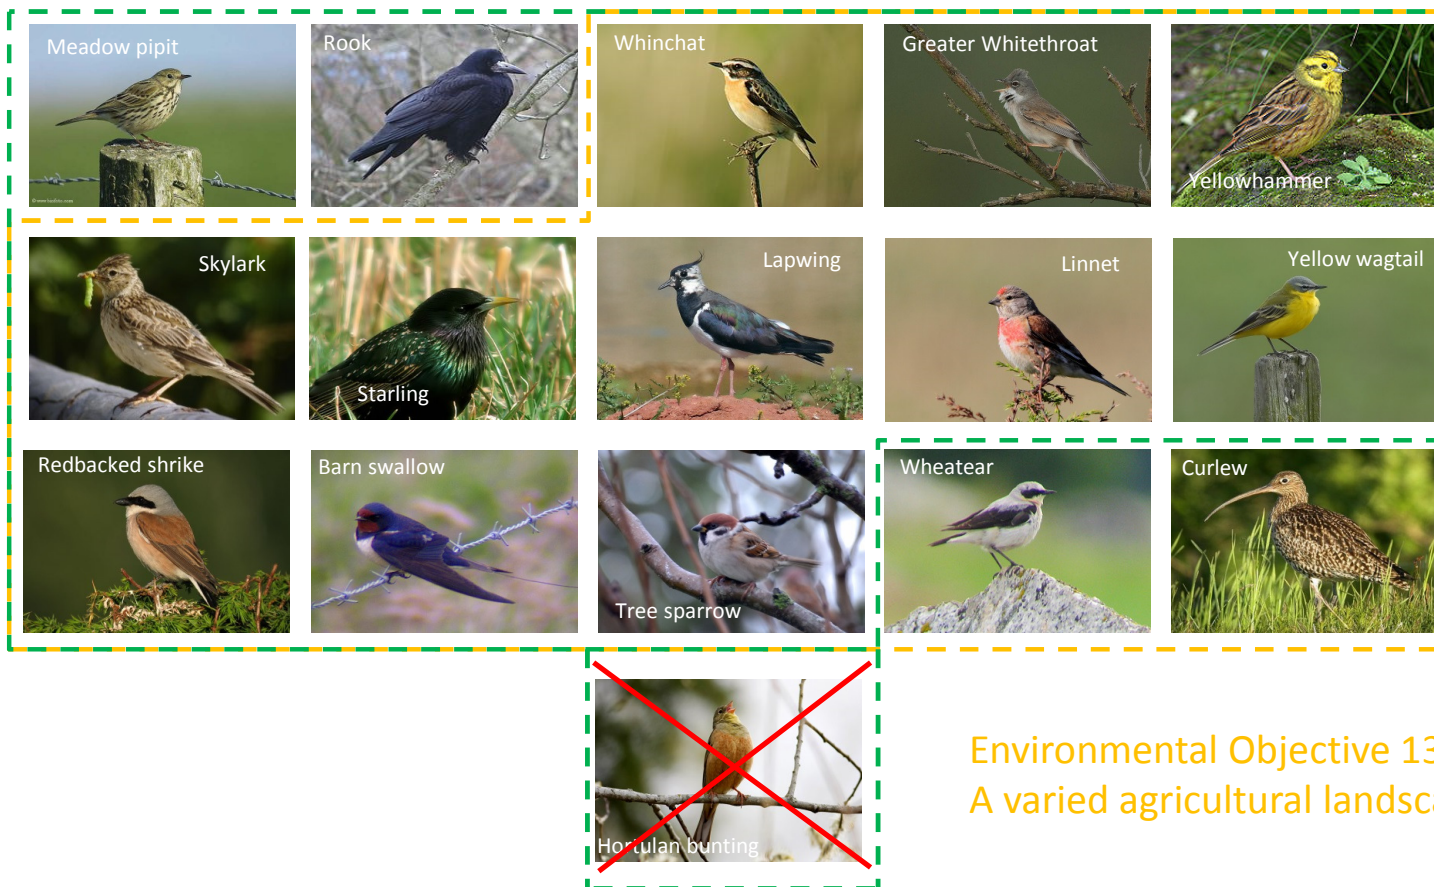 Meadow pipit
Rook
Whinchat
Greater Whitethroat
Yellowhammer
Skylark
Starling
Lapwing
Linnet
Yellow wagtail
Redbacked shrike
Barn swallow
Tree sparrow
Wheatear
Curlew
Hortulan bunting
Environmental Objective 13
A varied agricultural landsca